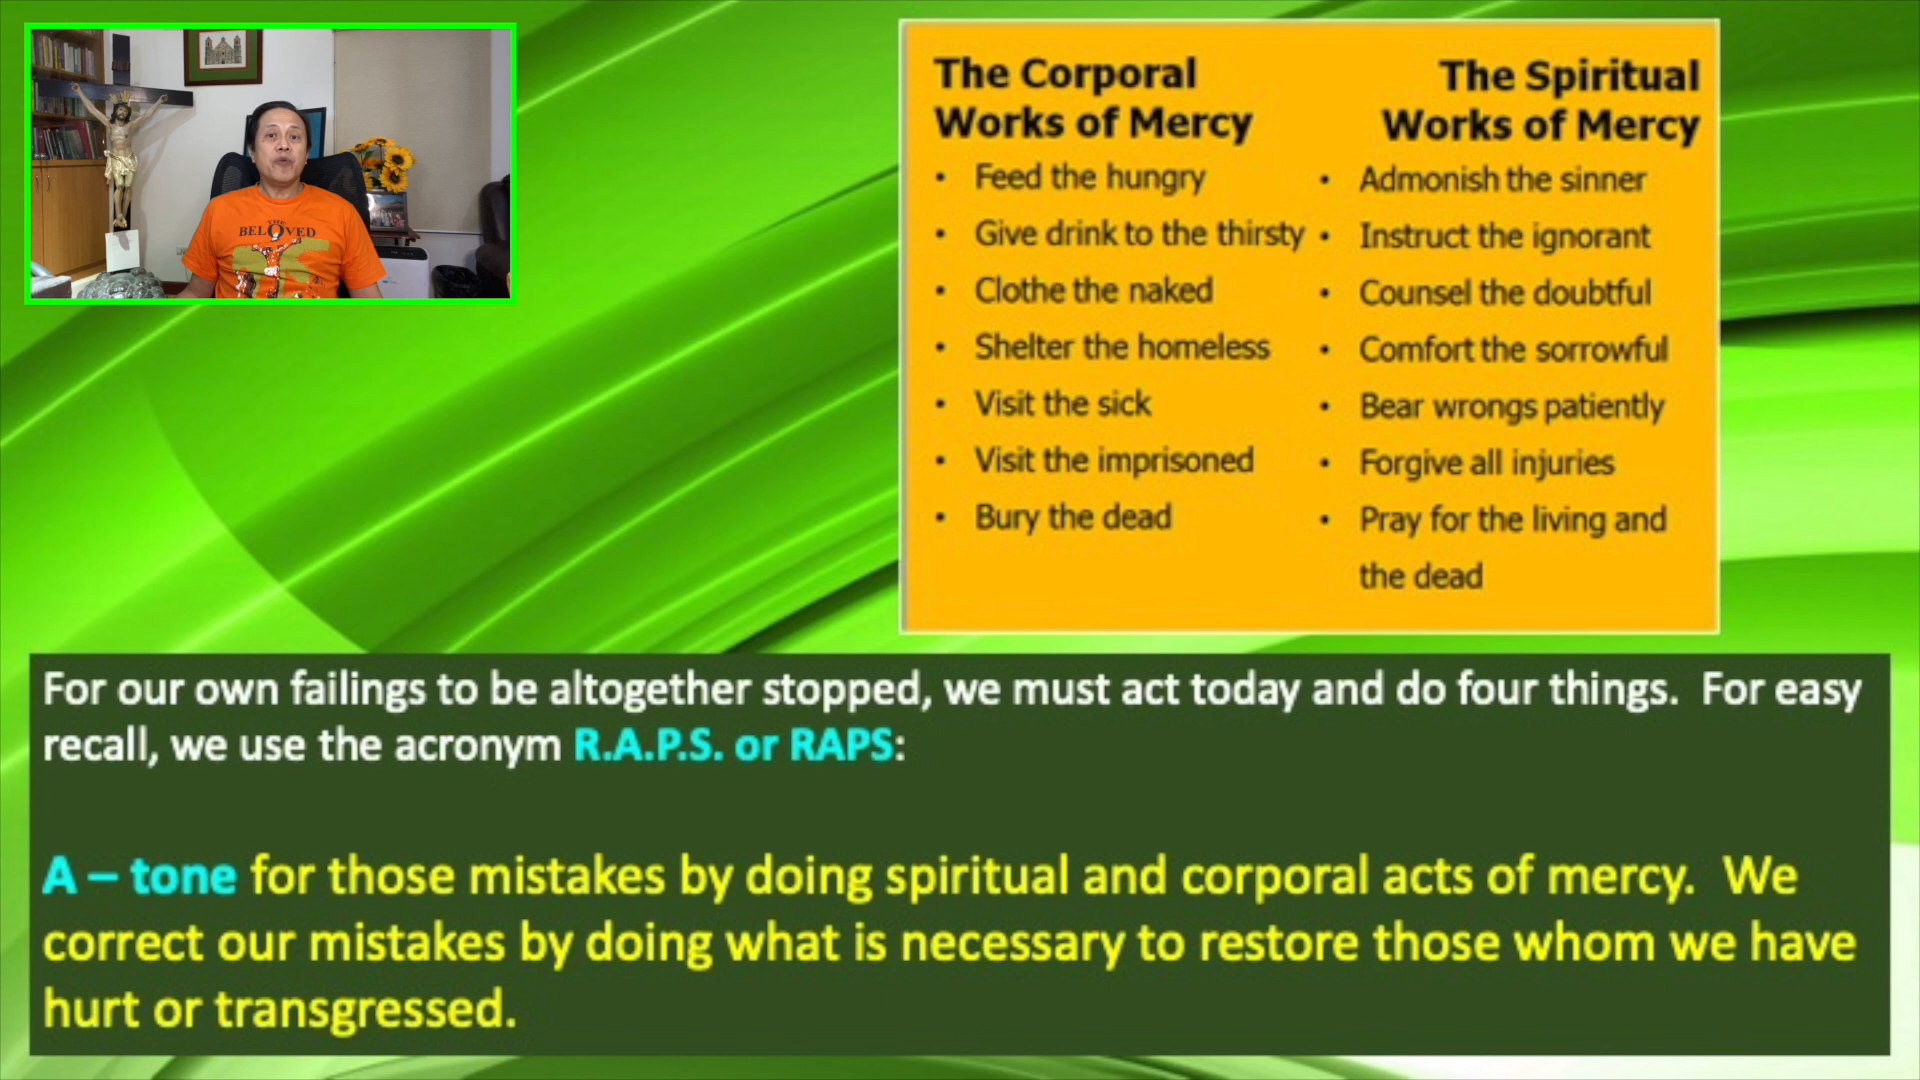 THE
BELOVED
The Corporal
Works of Mercy
• Feed the hungry
• Give drink to the thirsty
• Clothe the naked
• Shelter the homeless
• Visit the sick
• Visit the imprisoned
• Bury the dead
The Spiritual
Works of Mercy
• Admonish the sinner
• Instruct the ignorant
• Counsel the doubtful
• Comfort the sorrowful
• Bear wrongs patiently
• Forgive all injuries
• Pray for the living and
the dead
For our own failings to be altogether stopped, we must act today and do four things.  For easy
recall, we use the acronym R.A.P.S. or RAPS:
A – tone for those mistakes by doing spiritual and corporal acts of mercy.  We
correct our mistakes by doing what is necessary to restore those whom we have
hurt or transgressed.